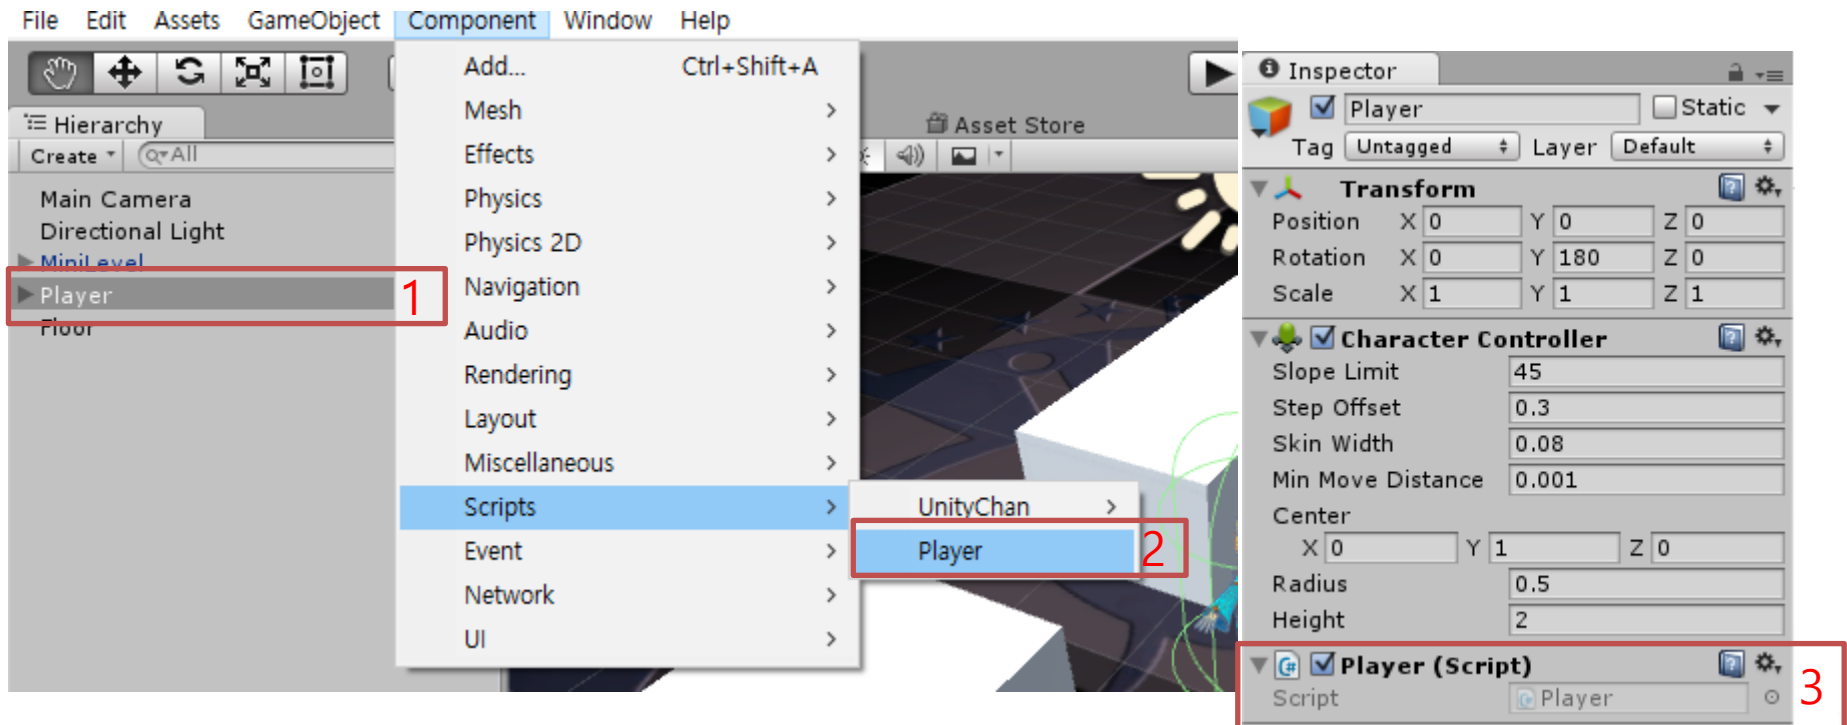 File Edit Assets GameObject Component Window Help
Hierarchy
Create All
Main Camera
Directional Light
MiniLevel
Player 1
Floor
Add... Ctrl+Shift+A
Mesh
Effects
Physics
Physics 2D
Navigation
Audio
Rendering
Layout
Miscellaneous
Scripts
Event
Network
UI
UnityChan
Player 2
Asset Store
Inspector
Player Static
Tag Untagged Layer Default
Transform
Position X 0 Y 0 Z 0
Rotation X 0 Y 180 Z 0
Scale X 1 Y 1 Z 1
Character Controller
Slope Limit 45
Step Offset 0.3
Skin Width 0.08
Min Move Distance 0.001
Center
X 0 Y 1 Z 0
Radius 0.5
Height 2
Player (Script)
Script Player 3